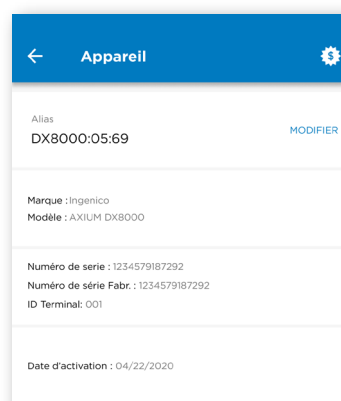 Appareil
$
Alias
DX8000:05:69
MODIFIER
Marque : Ingenico
Modèle : AXIUM DX8000
Numéro de serie : 1234579187292
Numéro de série Fabr. : 1234579187292
ID Terminal: 001
Date d'activation : 04/22/2020